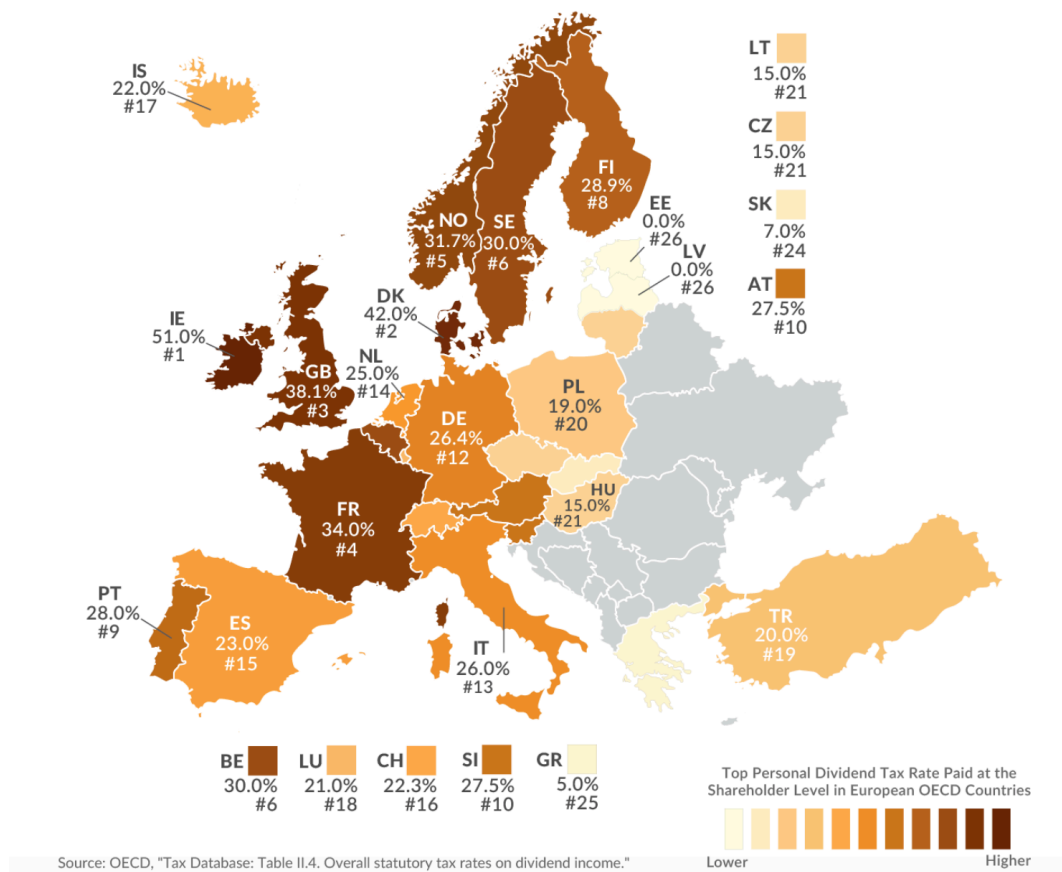 IS
22.0%
#17
LT
15.0%
#21
CZ
15.0%
#21
SK
7.0%
#24
AT
27.5%
#10
FI
28.9%
#8
EE
0.0%
#26
LV
0.0%
#26
NO
31.7%
#5
SE
30.0%
#6
DK
42.0%
#2
IE
51.0%
#1
GB
38.1%
#3
NL
25.0%
#14
DE
26.4%
#12
PL
19.0%
#20
HU
15.0%
#21
FR
34.0%
#4
PT
28.0%
#9
ES
23.0%
#15
IT
26.0%
#13
TR
20.0%
#19
BE
30.0%
#6
LU
21.0%
#18
CH
22.3%
#16
SI
27.5%
#10
GR
5.0%
#25
Top Personal Dividend Tax Rate Paid at the
Shareholder Level in European OECD Countries
Lower
Higher
Source: OECD, "Tax Database: Table II.4. Overall statutory tax rates on dividend income."